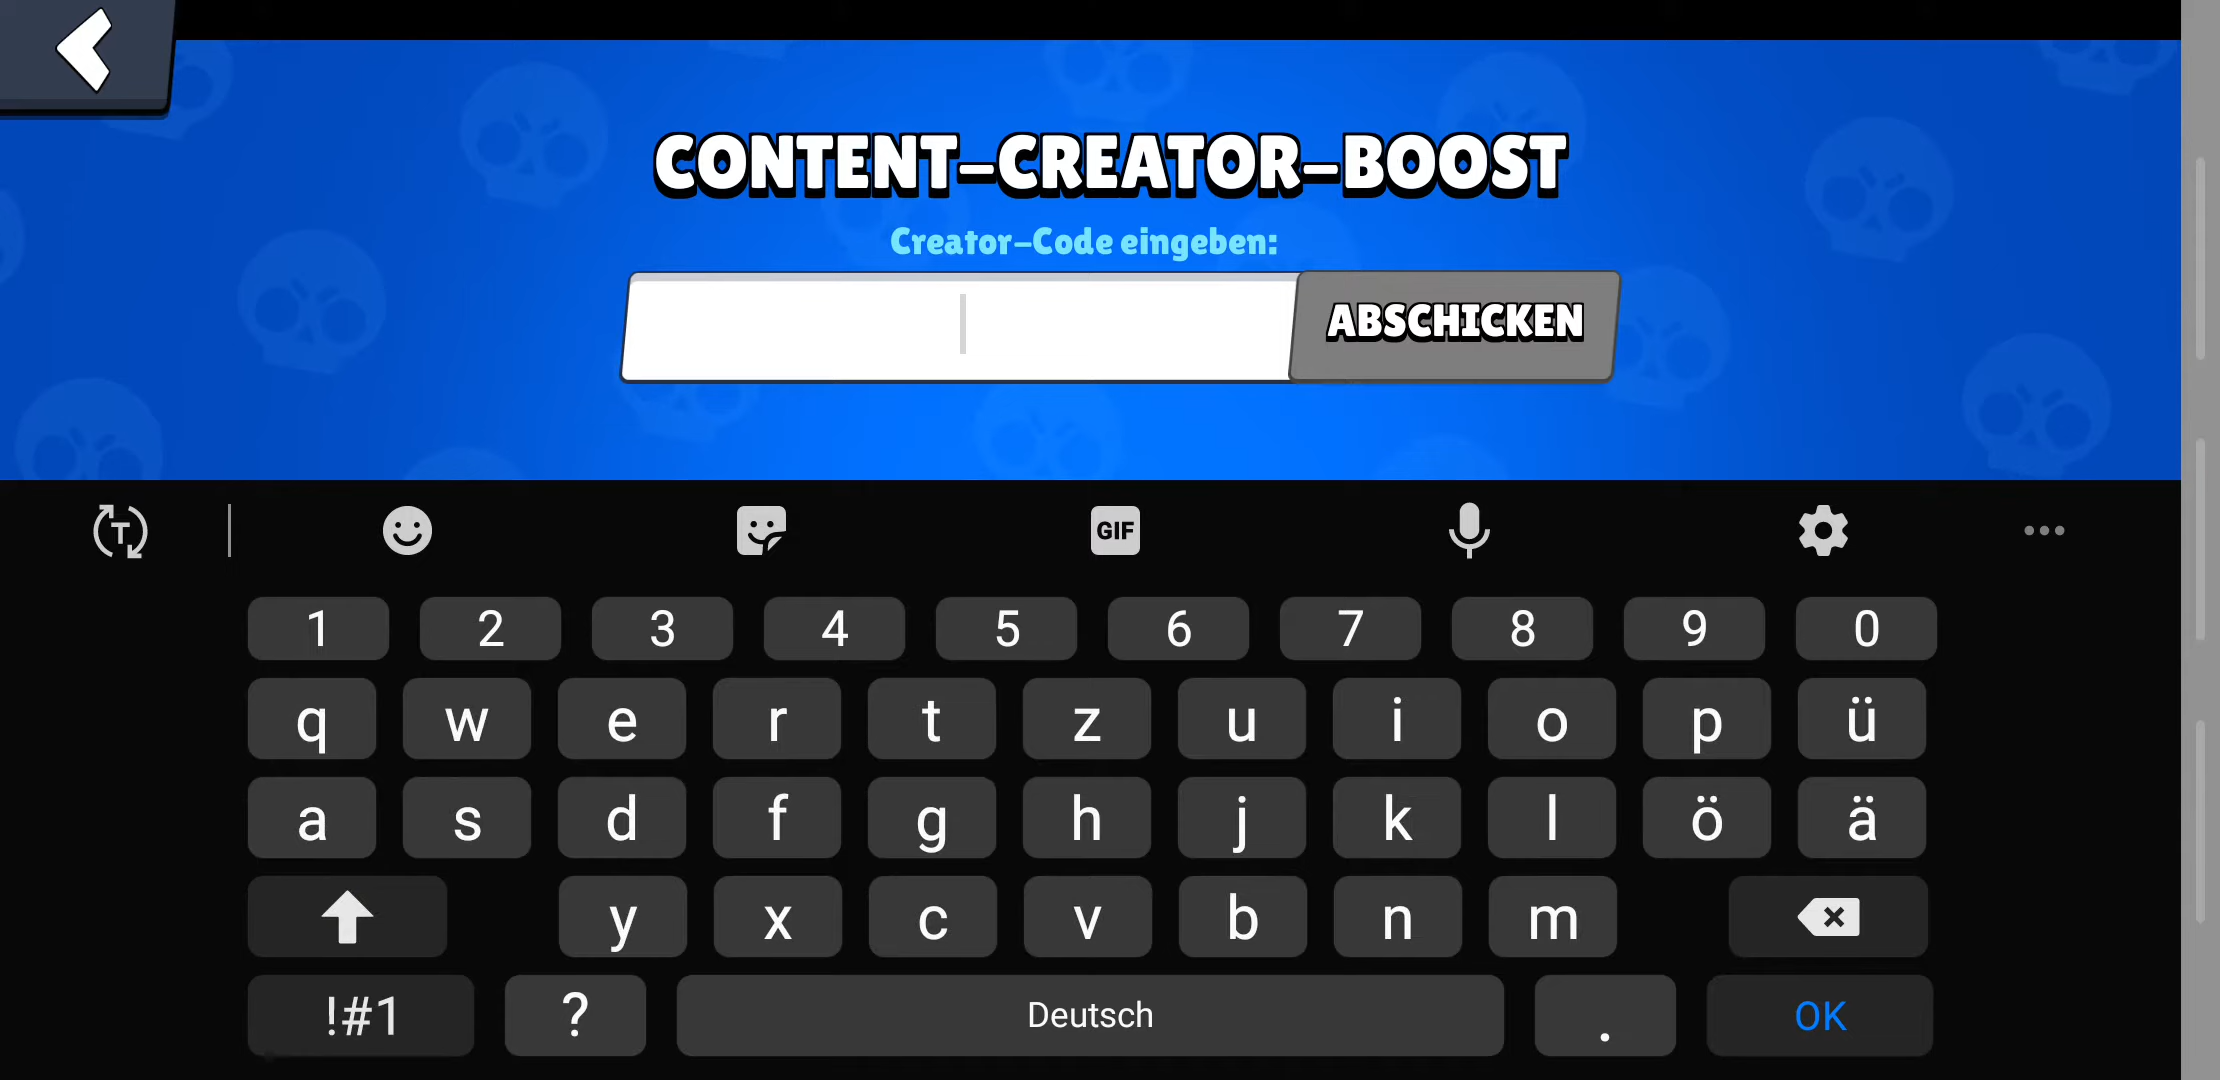 CONTENT-CREATOR-BOOST
Creator-Code eingeben:
ABSCHICKEN
T
GIF
1 2 3 4 5 6 7 8 9 0
q w e r t z u i o p ü
a s d f g h j k l ö ä
y x c v b n m
!#1 ? Deutsch . OK